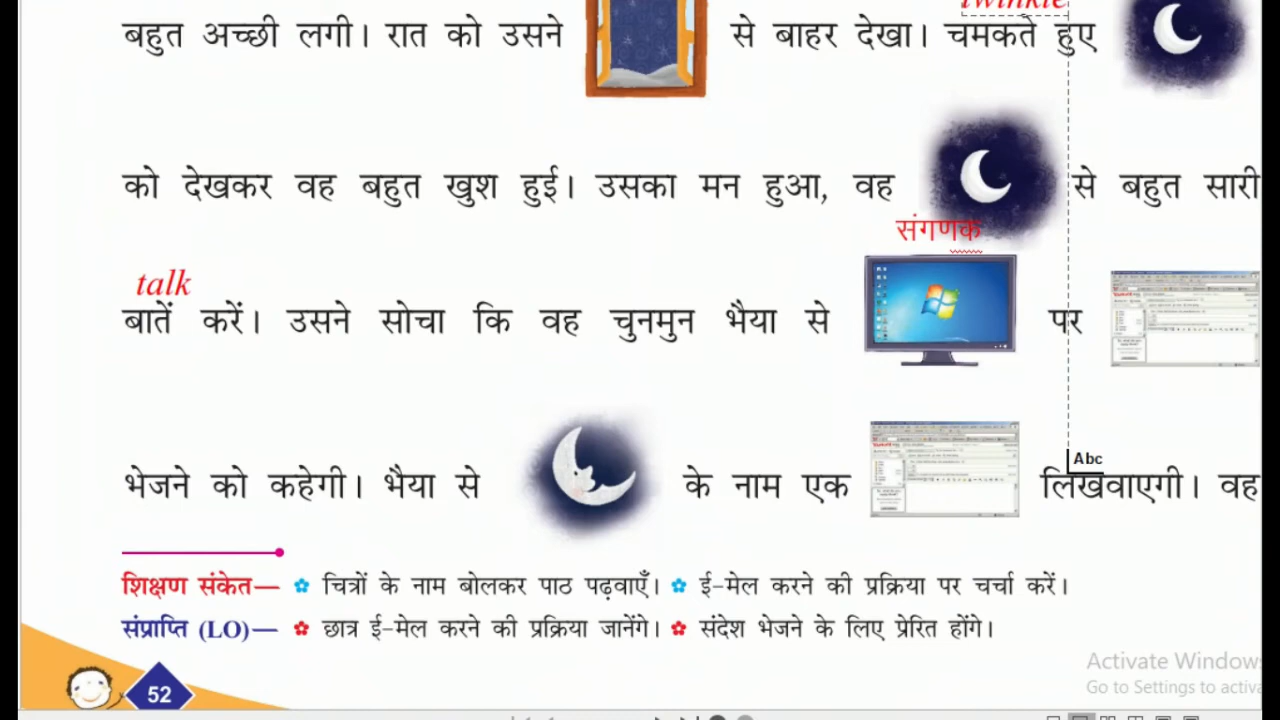 twinkle
बहुत अच्छी लगी। रात को उसने से बाहर देखा। चमकते हुए
को देखकर वह बहुत खुश हुई। उसका मन हुआ, वह से बहुत सारी
संगणक
talk
बातें करें। उसने सोचा कि वह चुनमुन भैया से पर
भेजने को कहेगी। भैया से के नाम एक लिखवाएगी। वह
Abc
शिक्षण संकेत— चित्रों के नाम बोलकर पाठ पढ़वाएँ। ई-मेल करने की प्रक्रिया पर चर्चा करें।
संप्राप्ति (LO)— छात्र ई-मेल करने की प्रक्रिया जानेंगे। संदेश भेजने के लिए प्रेरित होंगे।
52
Activate Windows
Go to Settings to activa